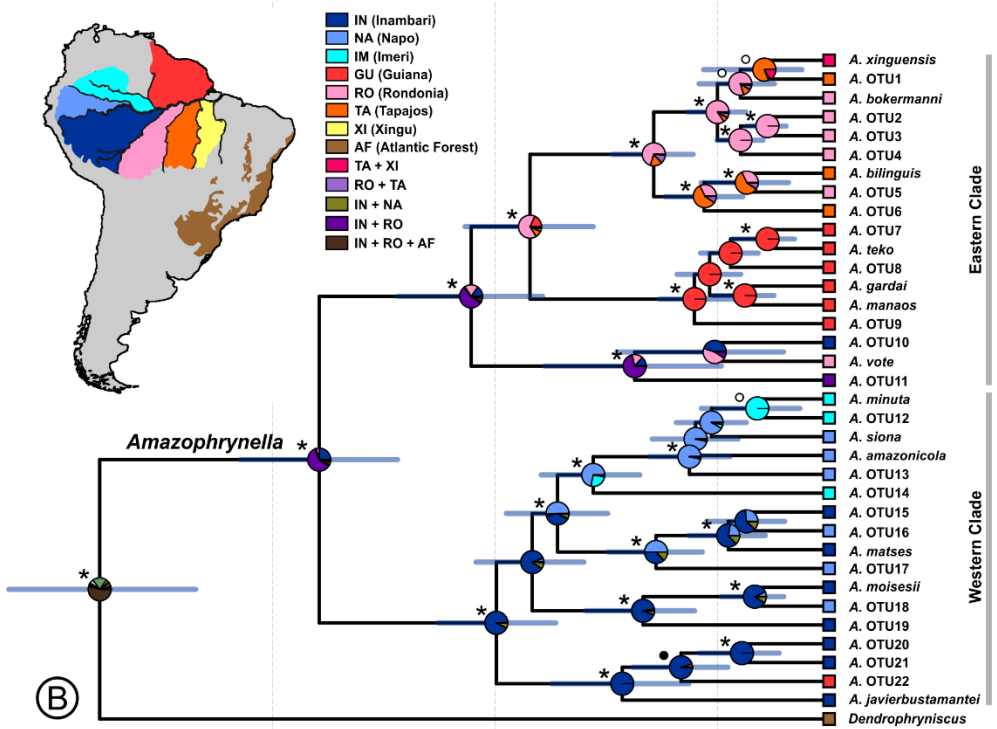 IN (Inambari)
NA (Napo)
IM (Imeri)
GU (Guiana)
RO (Rondonia)
TA (Tapajos)
XI (Xingu)
AF (Atlantic Forest)
TA + XI
RO + TA
IN + NA
IN + RO
IN + RO + AF
A. xinguensis
A. OTU1
A. bokermanni
A. OTU2
A. OTU3
A. OTU4
A. bilinguis
A. OTU5
A. OTU6
A. OTU7
A. teko
A. OTU8
A. gardai
A. manaos
A. OTU9
A. OTU10
A. vote
A. OTU11
Eastern Clade
A. minuta
A. OTU12
A. siona
A. amazonicola
A. OTU13
A. OTU14
A. OTU15
A. OTU16
A. matses
A. OTU17
A. moisesii
A. OTU18
A. OTU19
A. OTU20
A. OTU21
A. OTU22
A. javierbustamantei
Western Clade
Dendrophryniscus
Amazophrynella
B